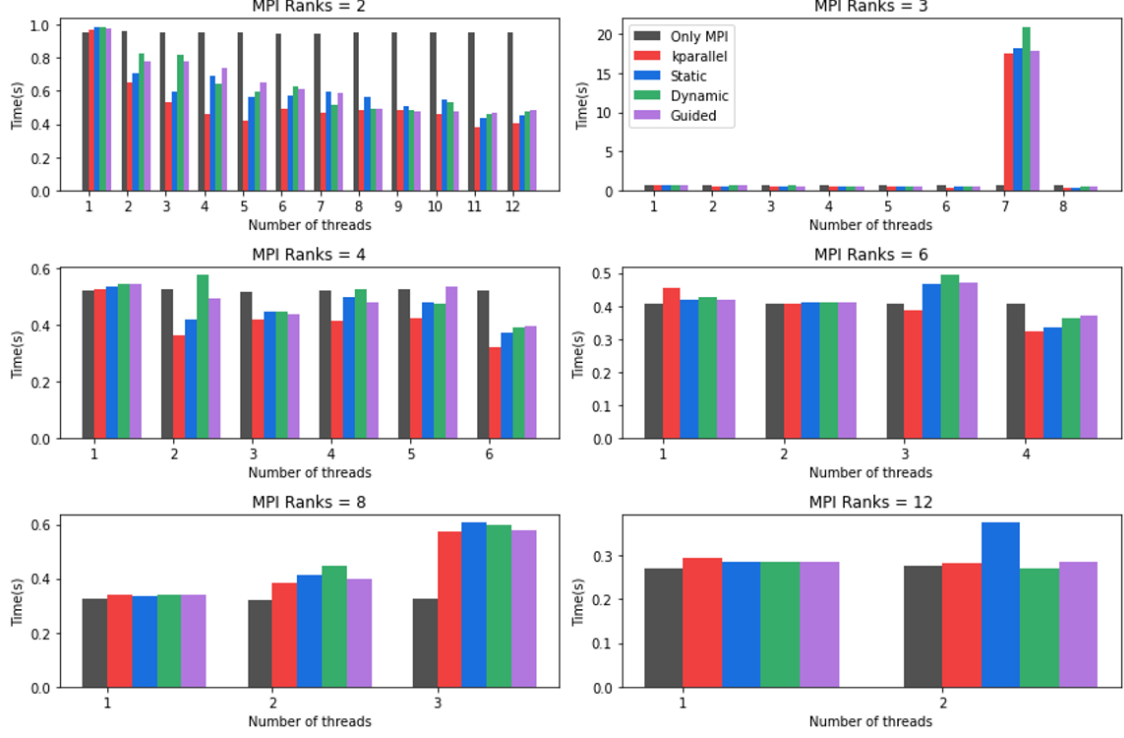 MPI Ranks = 2
Time(s)
1.0
0.8
0.6
0.4
0.2
0.0
1 2 3 4 5 6 7 8 9 10 11 12
Number of threads
MPI Ranks = 3
Time(s)
20
15
10
5
0
Only MPI
kparallel
Static
Dynamic
Guided
1 2 3 4 5 6 7 8
Number of threads
MPI Ranks = 4
Time(s)
0.6
0.4
0.2
0.0
1 2 3 4 5 6
Number of threads
MPI Ranks = 6
Time(s)
0.5
0.4
0.3
0.2
0.1
0.0
1 2 3 4
Number of threads
MPI Ranks = 8
Time(s)
0.6
0.4
0.2
0.0
1 2 3
Number of threads
MPI Ranks = 12
Time(s)
0.3
0.2
0.1
0.0
1 2
Number of threads